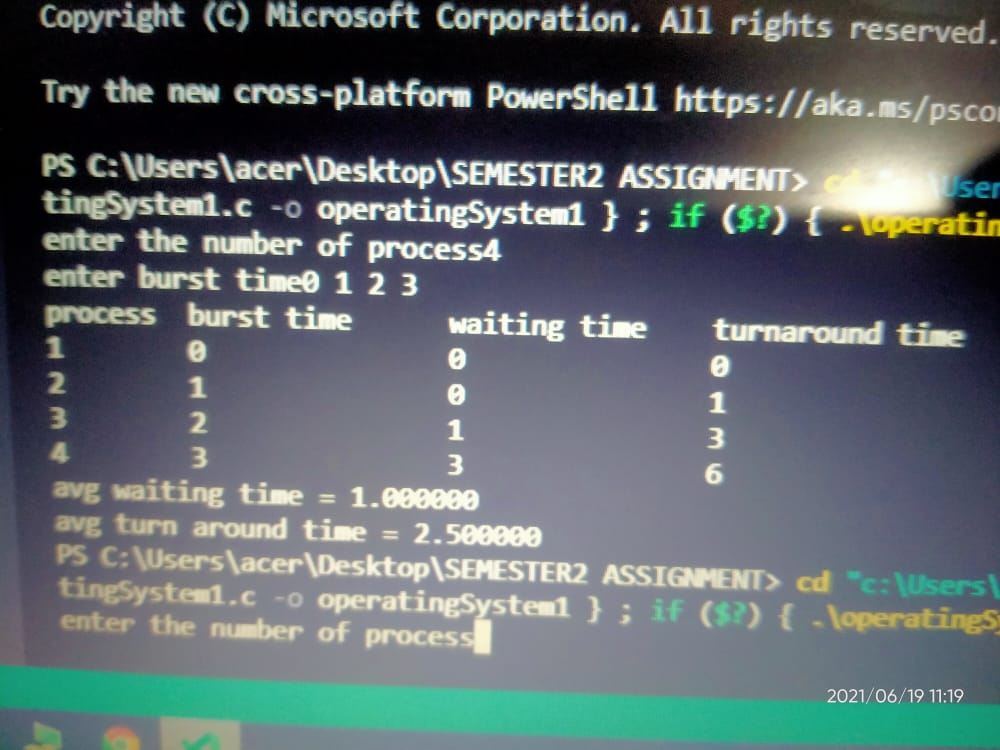 Copyright (C) Microsoft Corporation. All rights reserved.
Try the new cross-platform PowerShell https://aka.ms/psco
PS C:\Users\acer\Desktop\SEMESTER2 ASSIGNMENT> cd \User
tingSystem1.c -o operatingSystem1 } ; if ($?) { .\operatin
enter the number of process4
enter burst time0 1 2 3
process burst time waiting time turnaround time
1 0 0 0
2 1 0 1
3 2 1 3
4 3 3 6
avg waiting time = 1.000000
avg turn around time = 2.500000
PS C:\Users\acer\Desktop\SEMESTER2 ASSIGNMENT> cd "c:\Users\
tingSystem1.c -o operatingSystem1 } ; if ($?) { .\operatingS
enter the number of process
2021/06/19 11:19